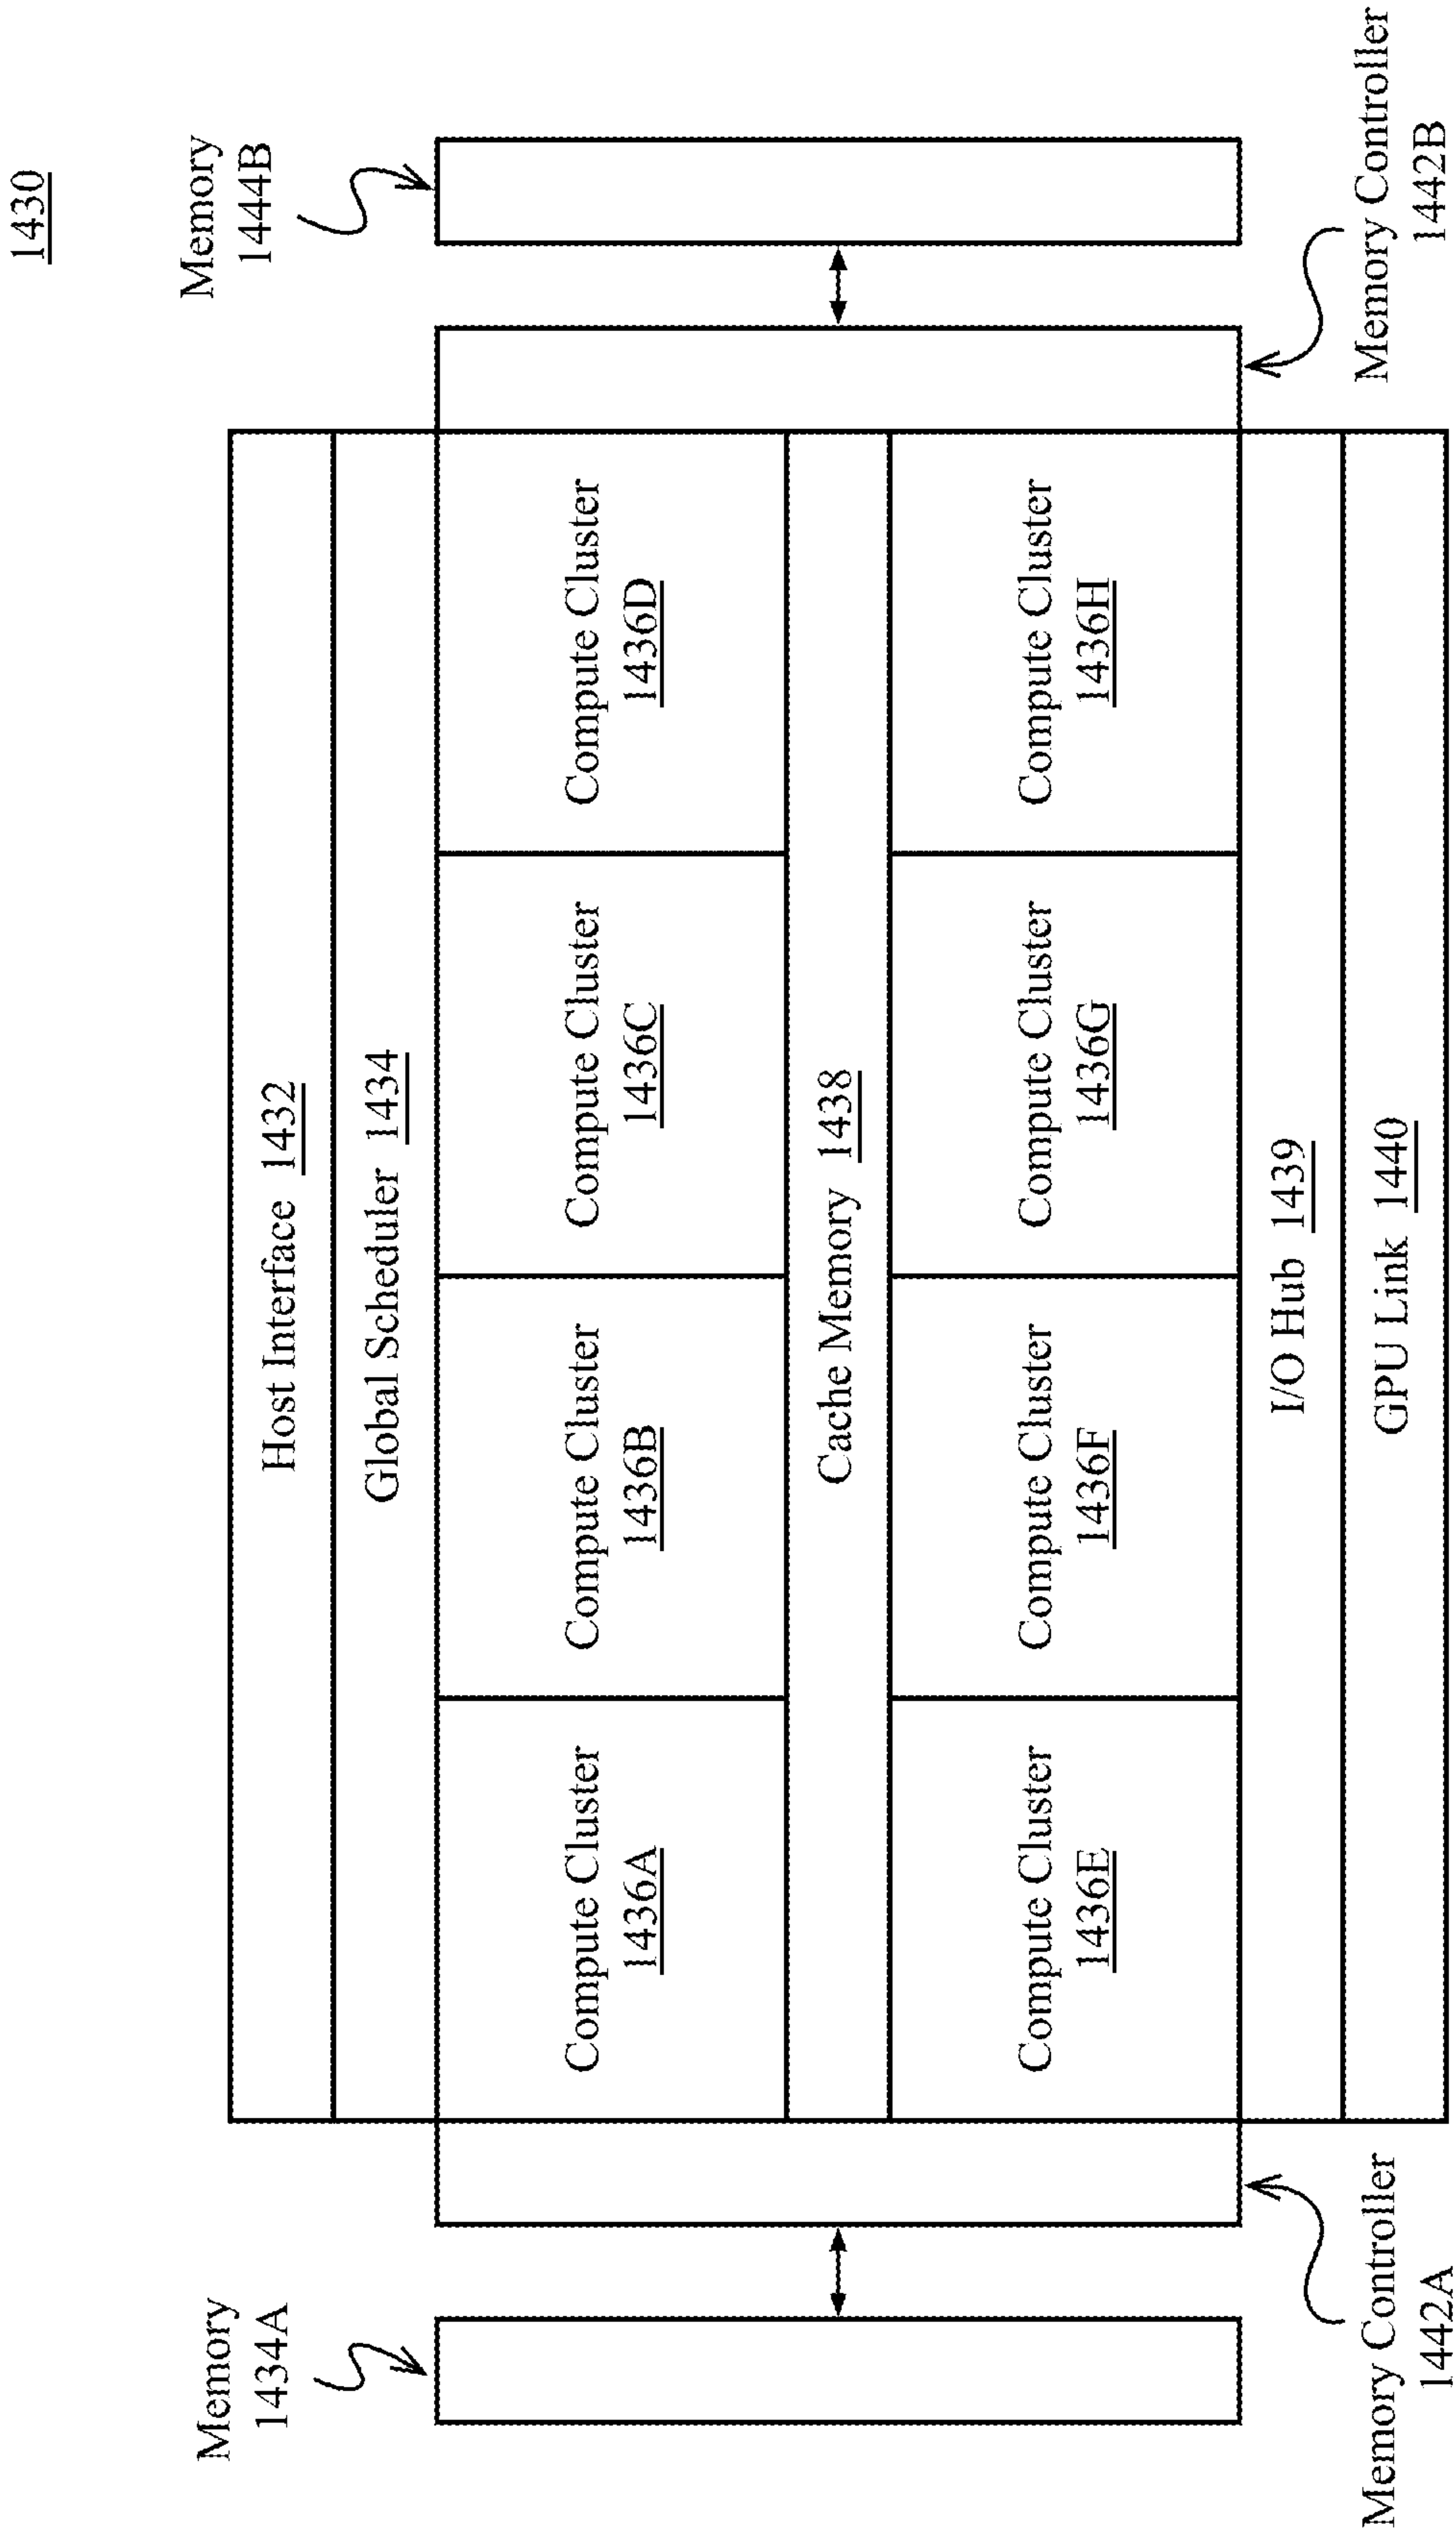 1430
Memory
1434A
Memory
1444B
Host Interface 1432
Global Scheduler 1434
Compute Cluster
1436A
Compute Cluster
1436B
Compute Cluster
1436C
Compute Cluster
1436D
Cache Memory 1438
Compute Cluster
1436E
Compute Cluster
1436F
Compute Cluster
1436G
Compute Cluster
1436H
I/O Hub 1439
GPU Link 1440
Memory Controller
1442A
Memory Controller
1442B